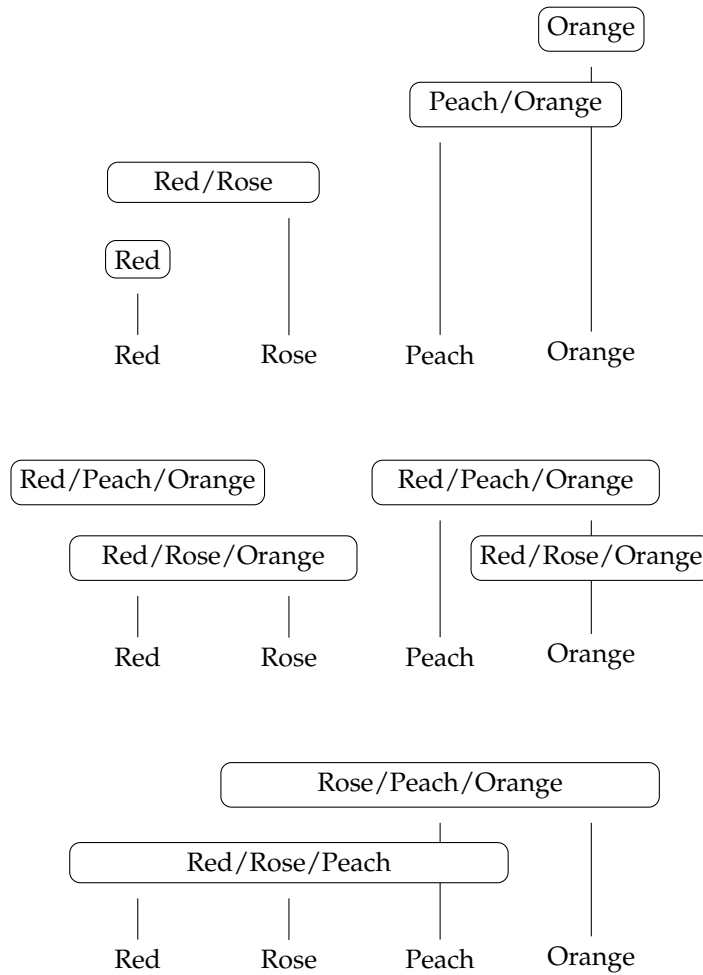 Orange
Peach/Orange
Red/Rose
Red
Red Rose Peach Orange
Red/Peach/Orange Red/Peach/Orange
Red/Rose/Orange Red/Rose/Orange
Red Rose Peach Orange
Rose/Peach/Orange
Red/Rose/Peach
Red Rose Peach Orange